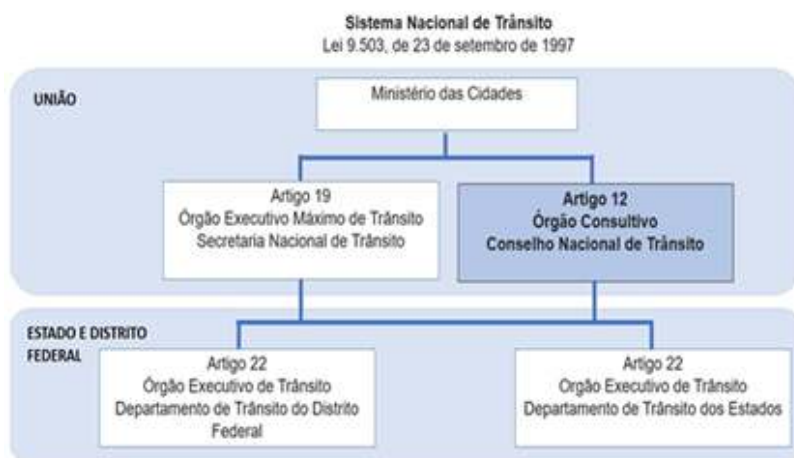 Sistema Nacional de Trânsito
Lei 9.503, de 23 de setembro de 1997
UNIÃO
Ministério das Cidades
Artigo 19
Órgão Executivo Máximo de Trânsito
Secretaria Nacional de Trânsito
Artigo 12
Órgão Consultivo
Conselho Nacional de Trânsito
ESTADO E DISTRITO
FEDERAL
Artigo 22
Órgão Executivo de Trânsito
Departamento de Trânsito do Distrito
Federal
Artigo 22
Orgão Executivo de Trânsito
Departamento de Trânsito dos Estados